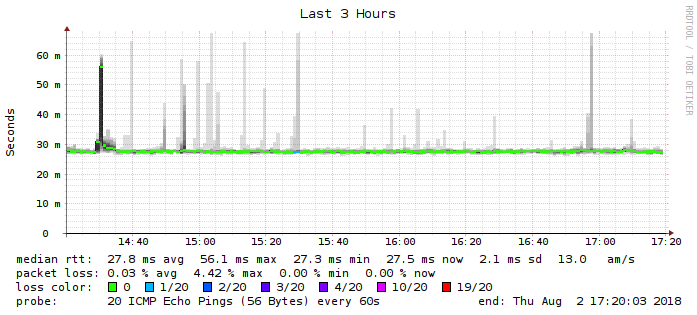 Last 3 Hours
RRDTOOL / TOBI OETIKER
Seconds
60 m
50 m
40 m
30 m
20 m
10 m
0
14:40 15:00 15:20 15:40 16:00 16:20 16:40 17:00 17:20
median rtt: 27.8 ms avg 56.1 ms max 27.3 ms min 27.5 ms now 2.1 ms sd 13.0 am/s
packet loss: 0.03 % avg 4.42 % max 0.00 % min 0.00 % now
loss color: 0 1/20 2/20 3/20 4/20 10/20 19/20
probe: 20 ICMP Echo Pings (56 Bytes) every 60s end: Thu Aug 2 17:20:03 2018